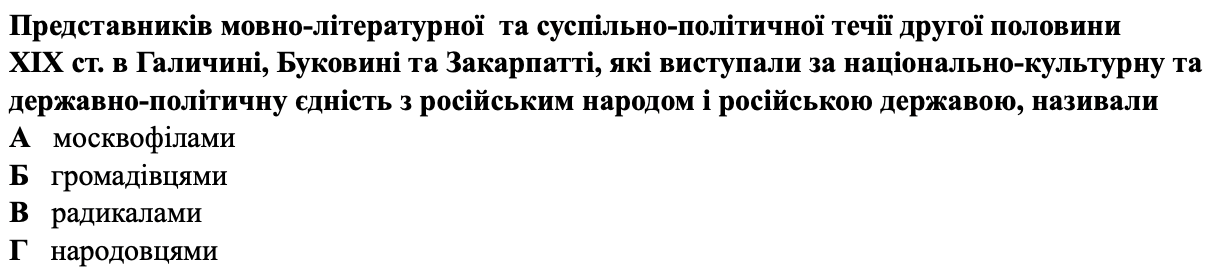 Представників мовно-літературної та суспільно-політичної течії другої половини
ХІХ ст. в Галичині, Буковині та Закарпатті, які виступали за національно-культурну та
державно-політичну єдність з російським народом і російською державою, називали
А москвофілами
Б громадівцями
В радикалами
Г народовцями